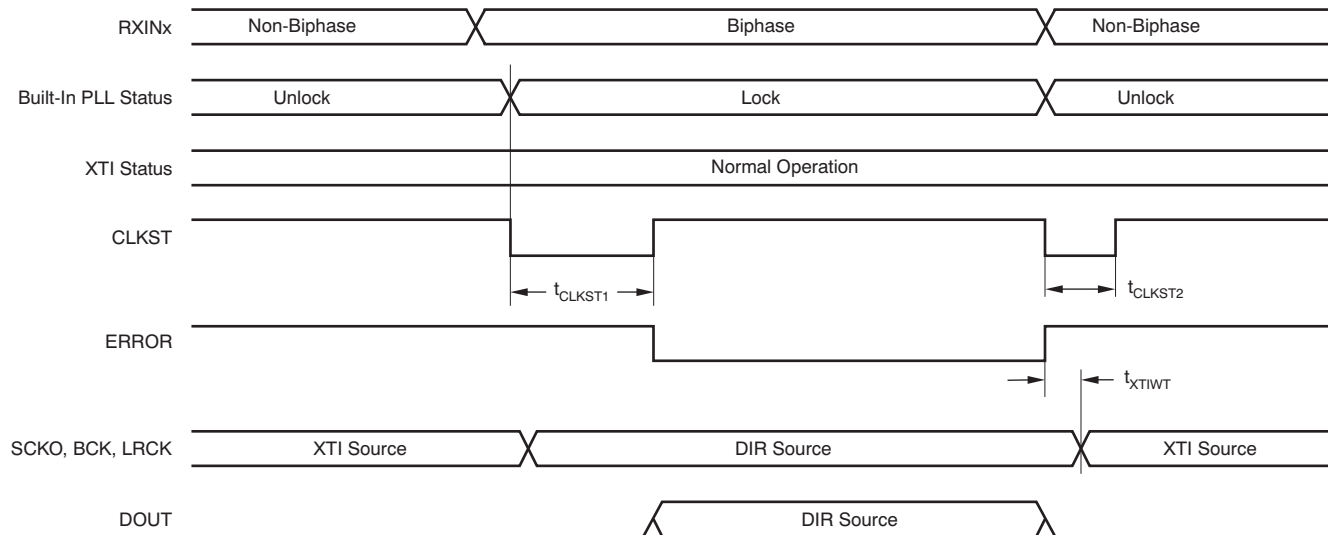 RXINx Non-Biphase Biphase Non-Biphase
Built-In PLL Status Unlock Lock Unlock
XTI Status Normal Operation
CLKST
tCLKST1 tCLKST2
ERROR
tXTIWT
SCKO, BCK, LRCK XTI Source DIR Source XTI Source
DOUT DIR Source